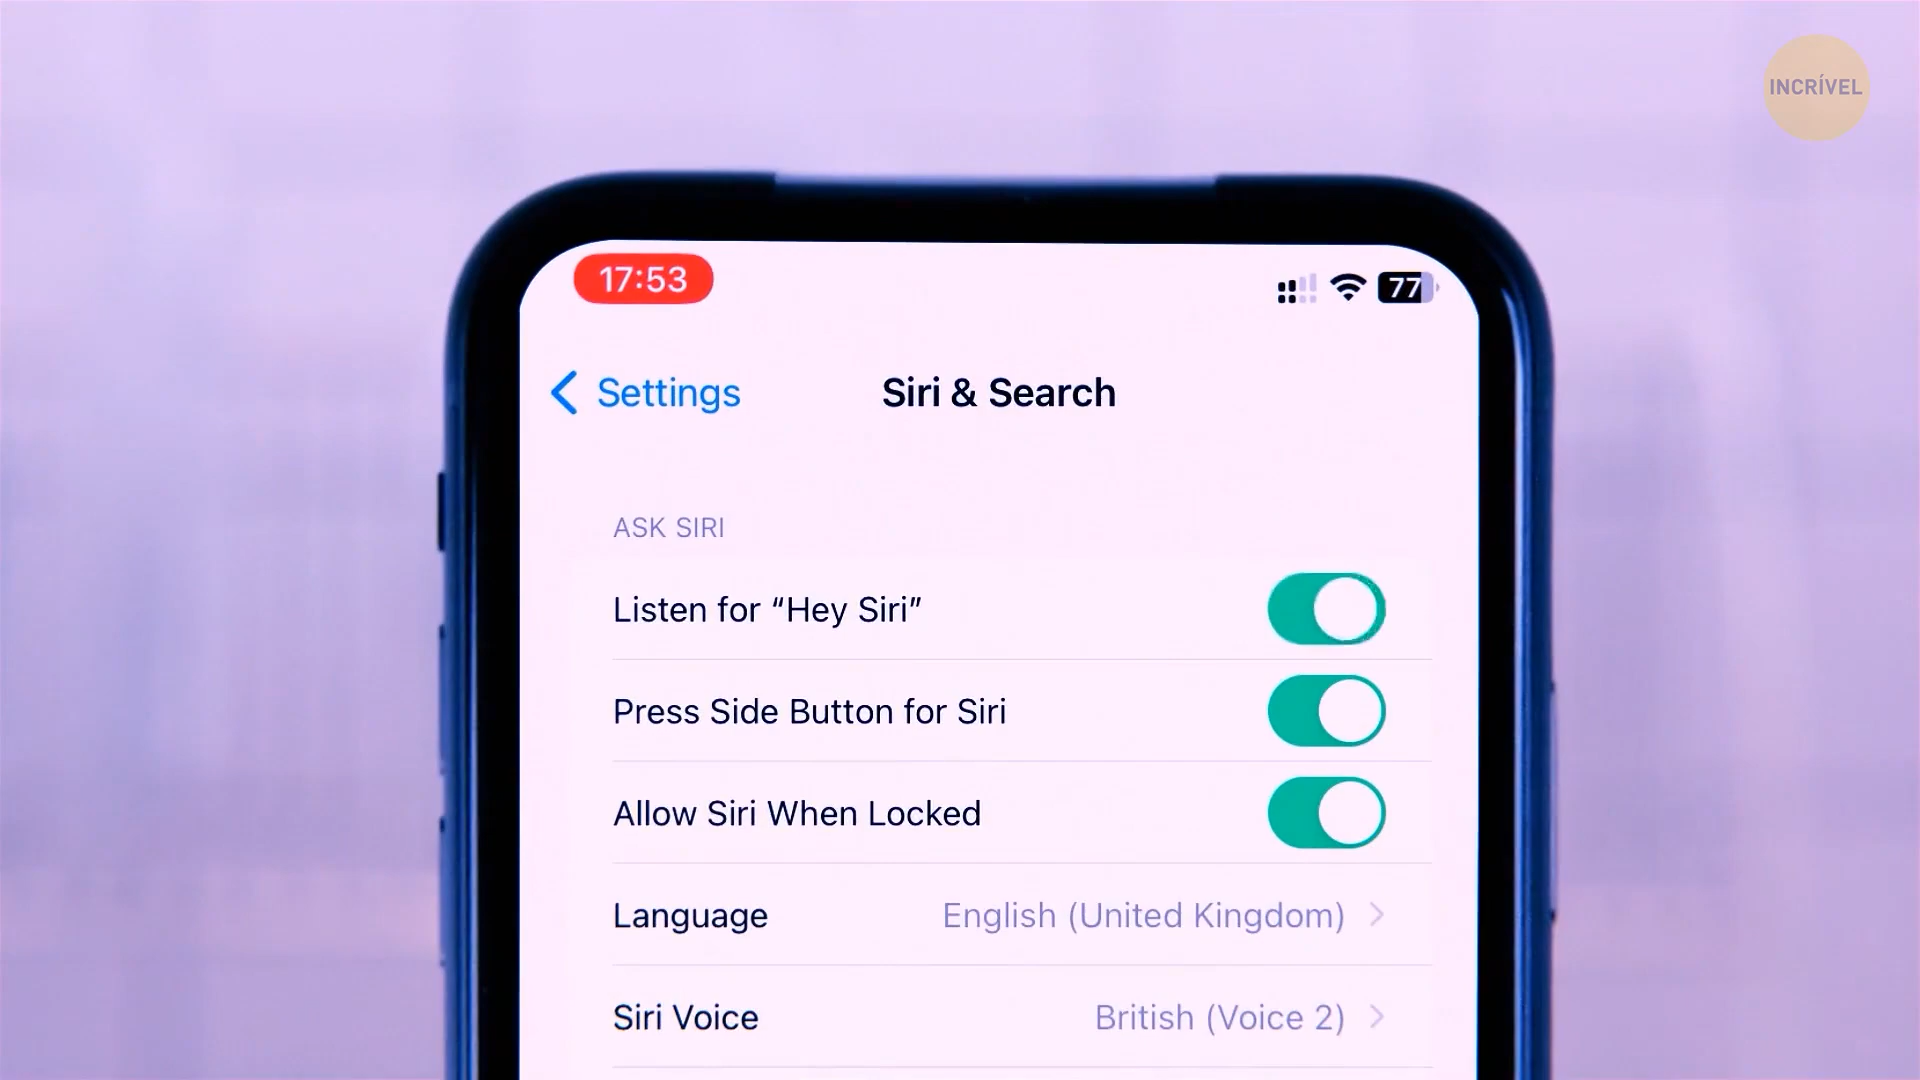 INCRÍVEL
17:53
77
Settings
Siri & Search
ASK SIRI
Listen for “Hey Siri”
Press Side Button for Siri
Allow Siri When Locked
Language English (United Kingdom)
Siri Voice British (Voice 2)